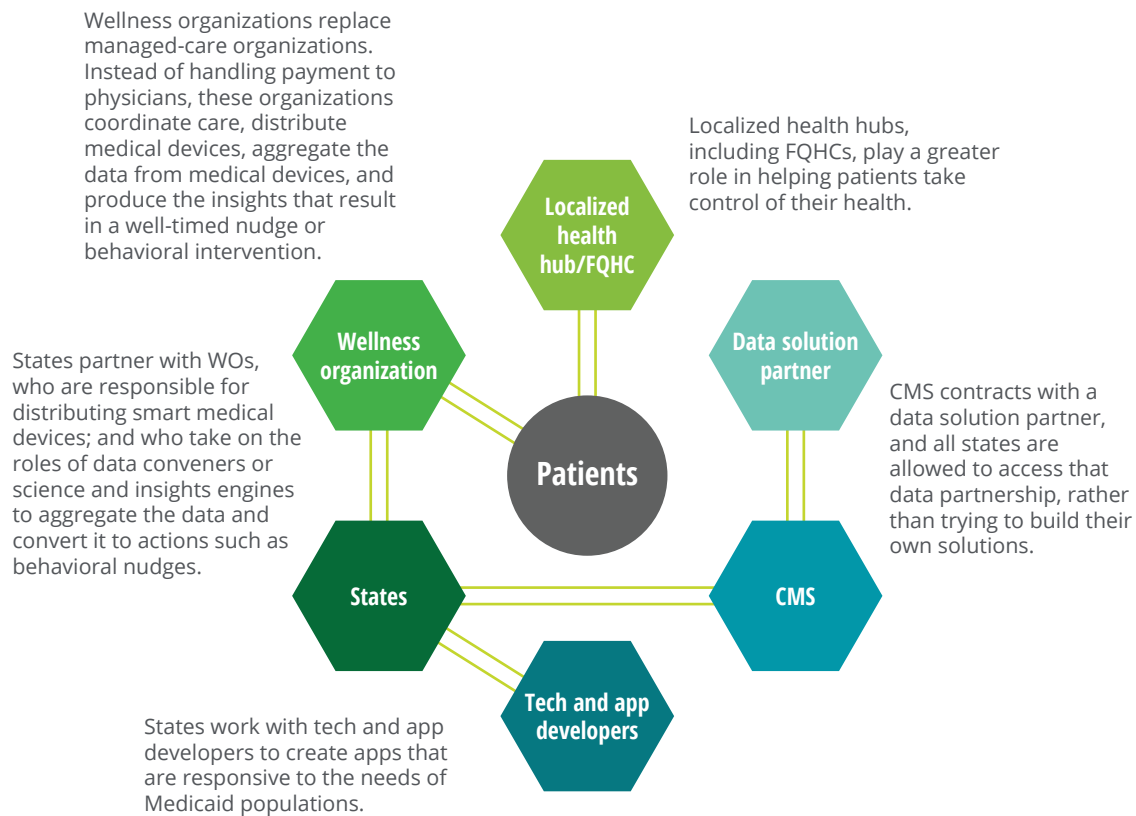 Wellness organizations replace
managed-care organizations.
Instead of handling payment to
physicians, these organizations
coordinate care, distribute
medical devices, aggregate the
data from medical devices, and
produce the insights that result
in a well-timed nudge or
behavioral intervention.
Localized health hubs,
including FQHCs, play a greater
role in helping patients take
control of their health.
Localized
health
hub/FQHC
Wellness
organization
Data solution
partner
States partner with WOs,
who are responsible for
distributing smart medical
devices; and who take on the
roles of data conveners or
science and insights engines
to aggregate the data and
convert it to actions such as
behavioral nudges.
CMS contracts with a
data solution partner,
and all states are
allowed to access that
data partnership, rather
than trying to build their
own solutions.
Patients
States
CMS
Tech and app
developers
States work with tech and app
developers to create apps that
are responsive to the needs of
Medicaid populations.